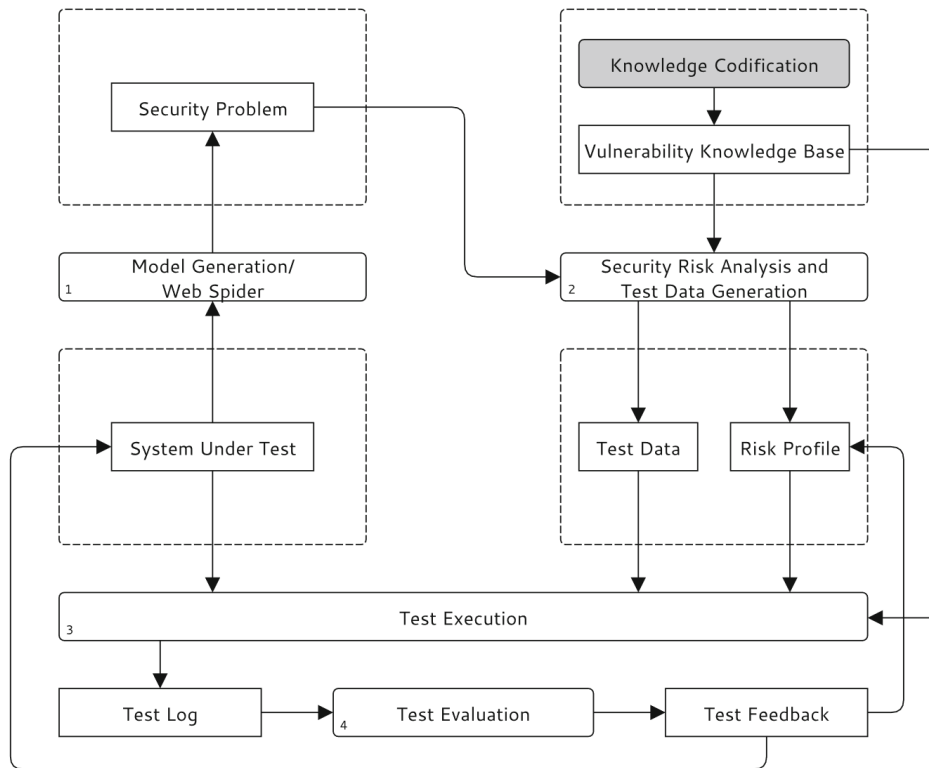 Knowledge Codification
Security Problem
Vulnerability Knowledge Base
Model Generation/
Web Spider
1
Security Risk Analysis and
Test Data Generation
2
System Under Test
Test Data
Risk Profile
Test Execution
3
Test Log
Test Evaluation
4
Test Feedback